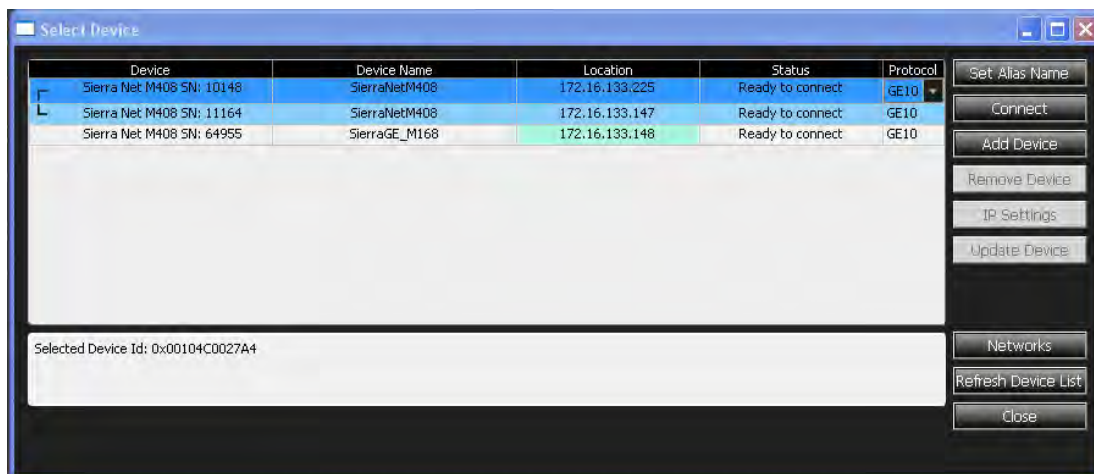 Select Device
Device Device Name Location Status Protocol
Sierra Net M408 SN: 10148 SierraNetM408 172.16.133.225 Ready to connect GE10
Sierra Net M408 SN: 11164 SierraNetM408 172.16.133.147 Ready to connect GE10
Sierra Net M408 SN: 64955 SierraGE_M168 172.16.133.148 Ready to connect GE10
Set Alias Name
Connect
Add Device
Remove Device
IP Settings
Update Device
Selected Device Id: 0x00104C0027A4
Networks
Refresh Device List
Close